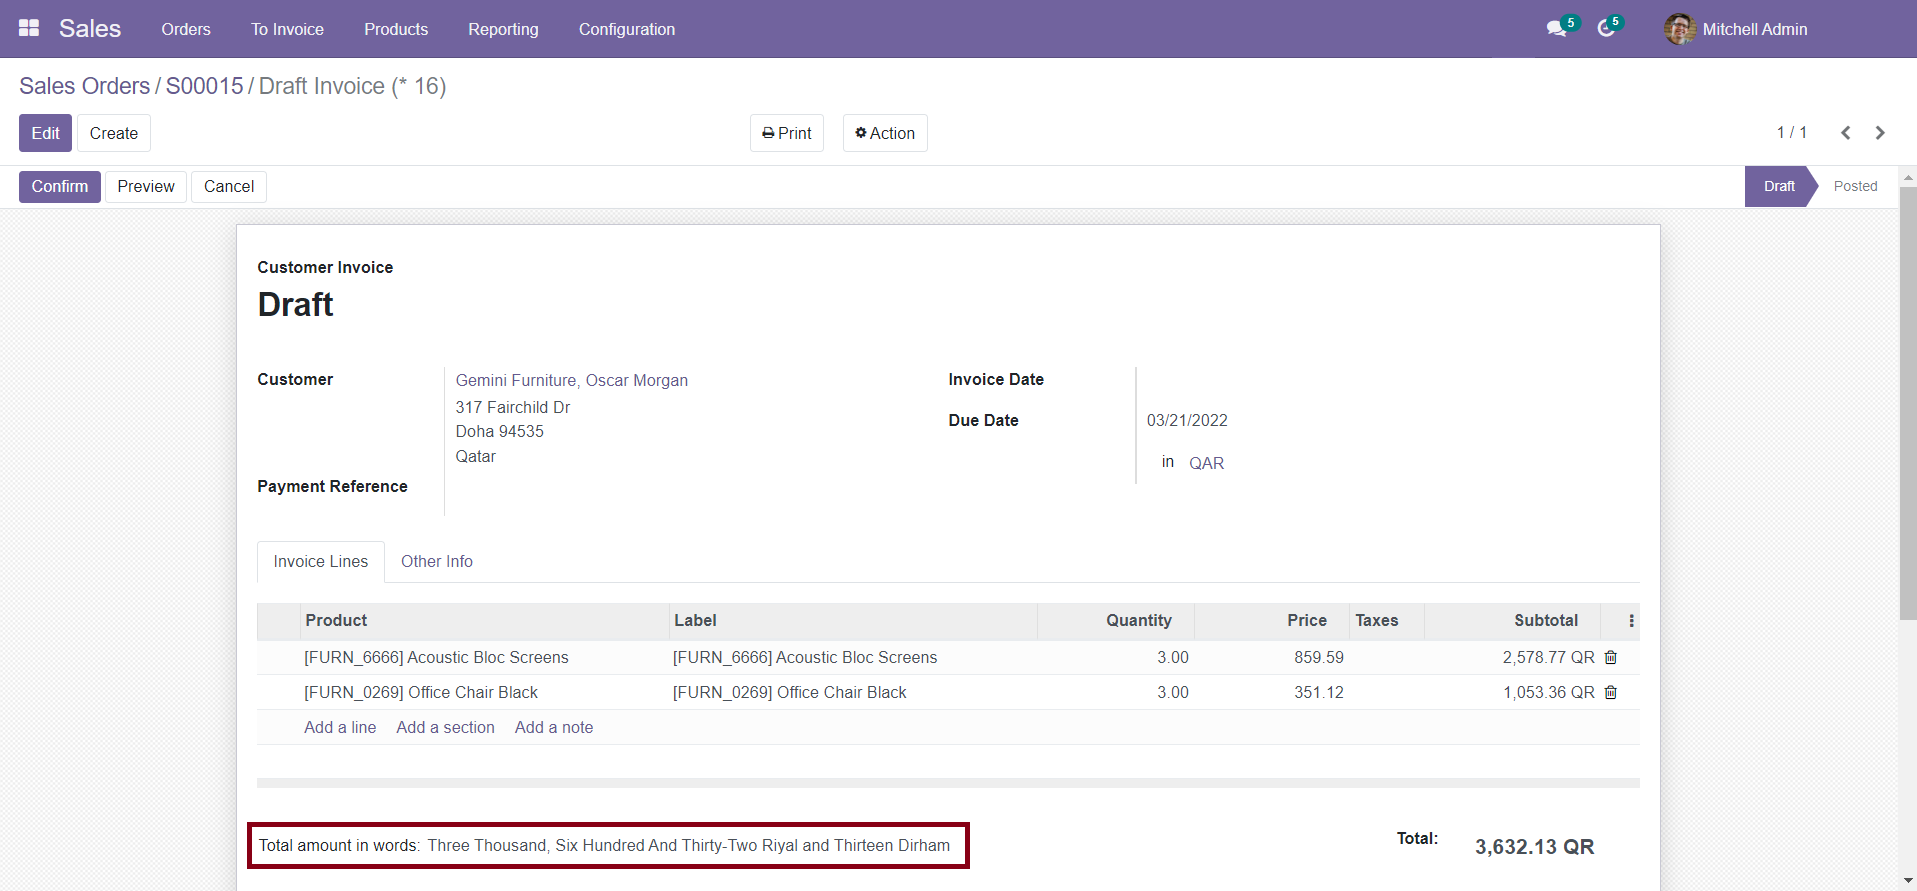 Sales Orders To Invoice Products Reporting Configuration 5 5 Mitchell Admin
Sales Orders / S00015 / Draft Invoice (* 16)
Edit Create Print Action 1 / 1
Confirm Preview Cancel Draft Posted
Customer Invoice
Draft
Customer Gemini Furniture, Oscar Morgan Invoice Date
317 Fairchild Dr
Due Date 03/21/2022
Doha 94535
Qatar in QAR
Payment Reference
Invoice Lines Other Info
Product Label Quantity Price Taxes Subtotal
[FURN_6666] Acoustic Bloc Screens [FURN_6666] Acoustic Bloc Screens 3.00 859.59 2,578.77 QR
[FURN_0269] Office Chair Black [FURN_0269] Office Chair Black 3.00 351.12 1,053.36 QR
Add a line Add a section Add a note
Total amount in words: Three Thousand, Six Hundred And Thirty-Two Riyal and Thirteen Dirham Total: 3,632.13 QR